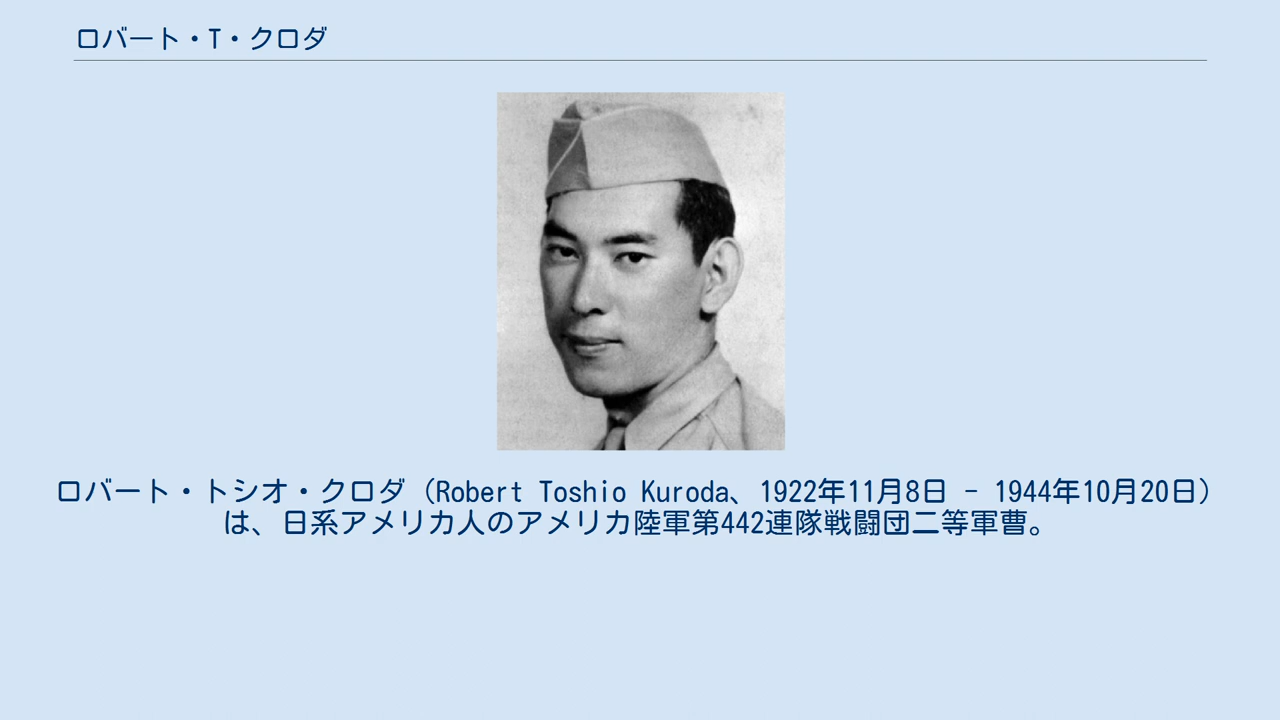 ロバート・T・クロダ
ロバート・トシオ・クロダ（Robert Toshio Kuroda、1922年11月8日 - 1944年10月20日）
は、日系アメリカ人のアメリカ陸軍第442連隊戦闘団二等軍曹。